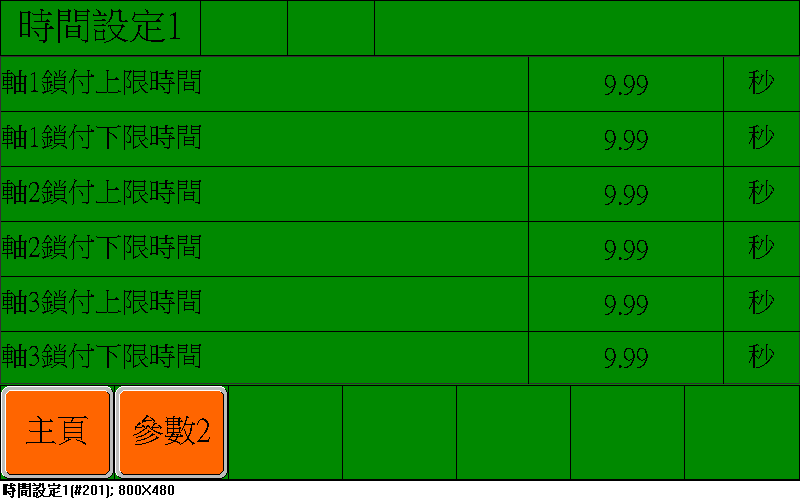 時間設定1
軸1鎖付上限時間 9.99 秒
軸1鎖付下限時間 9.99 秒
軸2鎖付上限時間 9.99 秒
軸2鎖付下限時間 9.99 秒
軸3鎖付上限時間 9.99 秒
軸3鎖付下限時間 9.99 秒
主頁 參數2
時間設定1(#201); 800X480